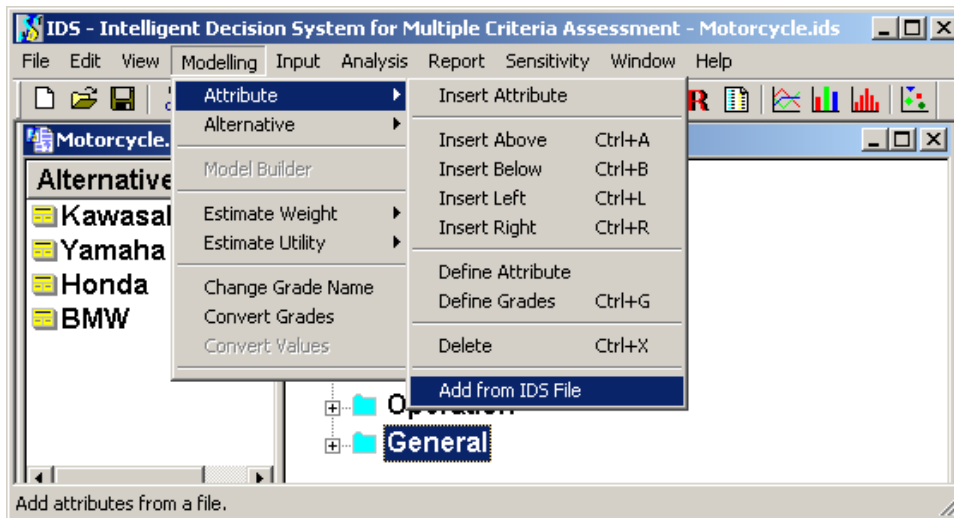 IDS - Intelligent Decision System for Multiple Criteria Assessment - Motorcycle.ids
File Edit View Modelling Input Analysis Report Sensitivity Window Help
R
Motorcycle.
Attribute
Alternative
Model Builder
Estimate Weight
Estimate Utility
Change Grade Name
Convert Grades
Convert Values
Insert Attribute
Insert Above Ctrl+A
Insert Below Ctrl+B
Insert Left Ctrl+L
Insert Right Ctrl+R
Define Attribute
Define Grades Ctrl+G
Delete Ctrl+X
Add from IDS File
Alternative
Kawasa
Yamaha
Honda
BMW
General
Add attributes from a file.